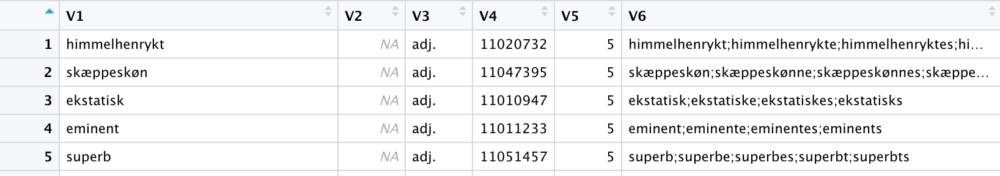 V1 V2 V3 V4 V5 V6
1 himmelhenrykt NA adj. 11020732 5 himmelhenrykt;himmelhenrykte;himmelhenryktes;hi…
2 skæppeskøn NA adj. 11047395 5 skæppeskøn;skæppeskønne;skæppeskønnes;skæppe…
3 ekstatisk NA adj. 11010947 5 ekstatisk;ekstatiske;ekstatiskes;ekstatisks
4 eminent NA adj. 11011233 5 eminent;eminente;eminentes;eminents
5 superb NA adj. 11051457 5 superb;superbe;superbes;superbt;superbts